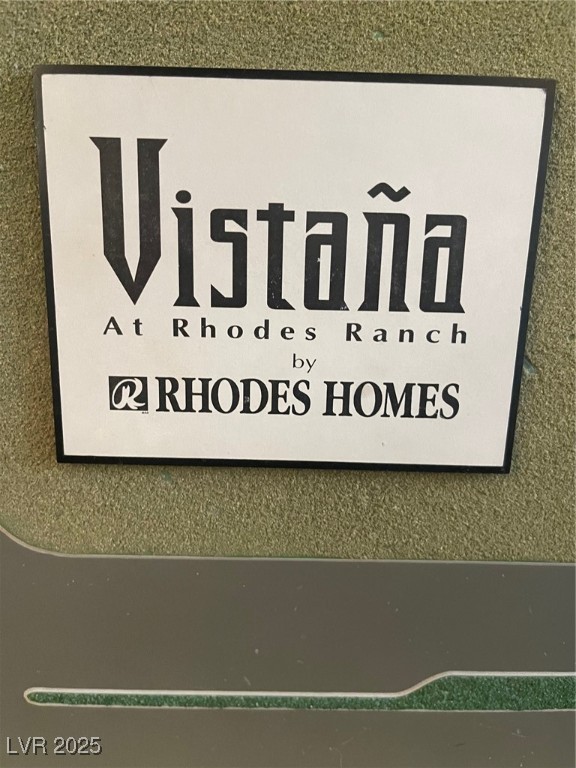 Vistaña
At Rhodes Ranch
by
R RHODES HOMES
LVR 2025